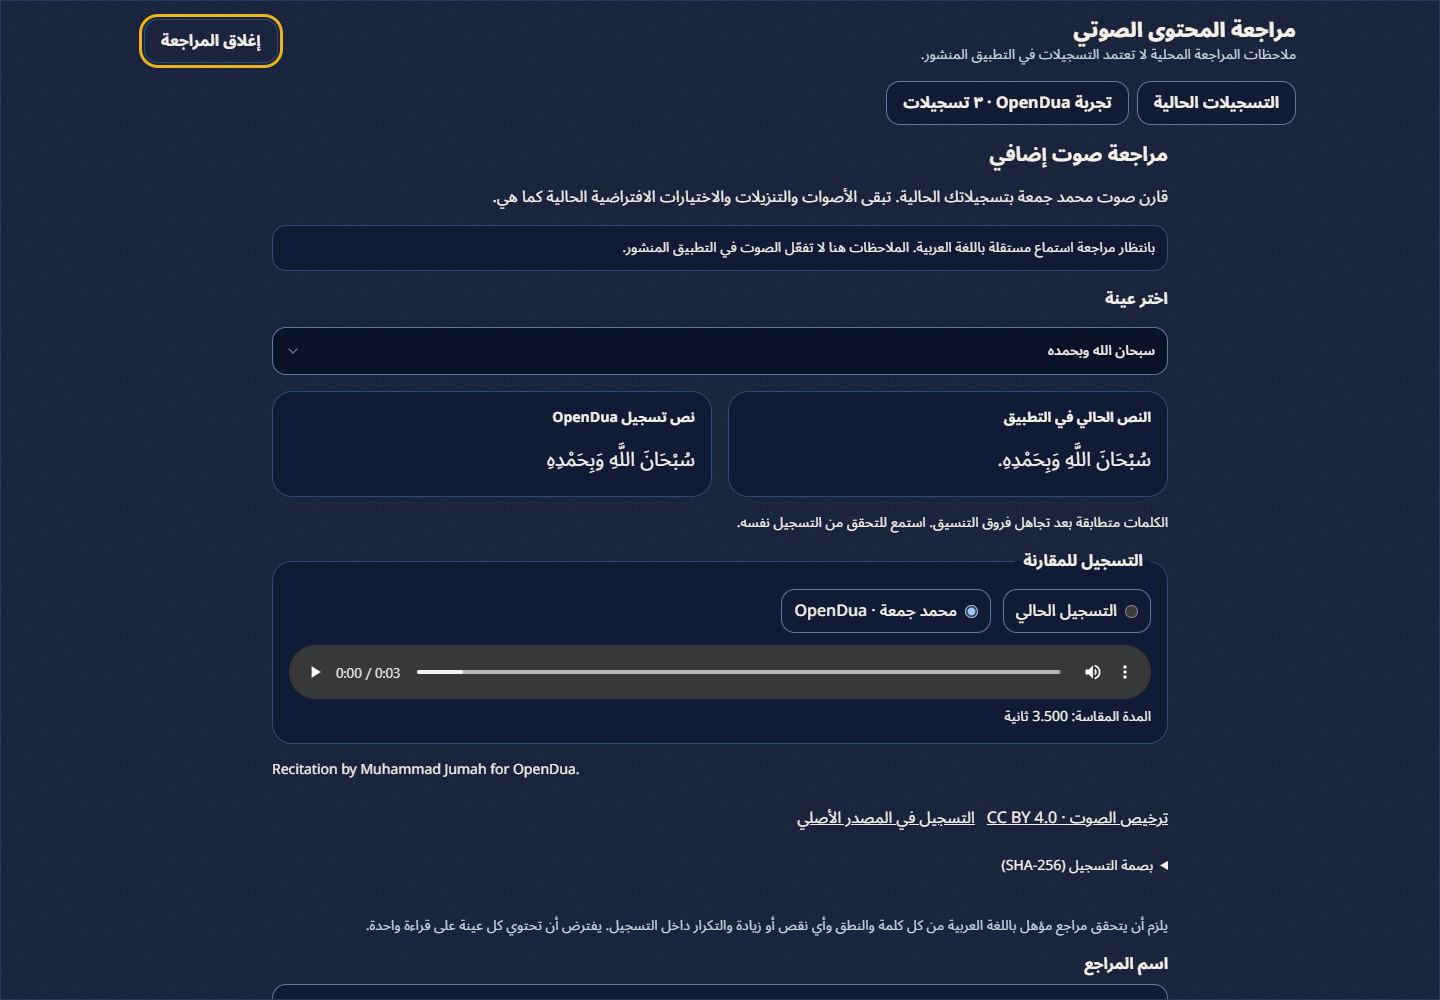 مراجعة المحتوى الصوتي
إغلاق المراجعة
ملاحظات المراجعة المحلية لا تعتمد التسجيلات في التطبيق المنشور.
التسجيلات الحالية
تجربة OpenDua · ٣ تسجيلات
مراجعة صوت إضافي
قارن صوت محمد جمعة بتسجيلاتك الحالية. تبقى الأصوات والتنزيلات والاختيارات الافتراضية الحالية كما هي.
بانتظار مراجعة استماع مستقلة باللغة العربية. الملاحظات هنا لا تفعّل الصوت في التطبيق المنشور.
اختر عينة
سبحان الله وبحمده
النص الحالي في التطبيق
سُبْحَانَ اللَّهِ وَبِحَمْدِهِ.
نص تسجيل OpenDua
سُبْحَانَ اللَّهِ وَبِحَمْدِهِ
الكلمات متطابقة بعد تجاهل فروق التنسيق. استمع للتحقق من التسجيل نفسه.
التسجيل للمقارنة
التسجيل الحالي
محمد جمعة · OpenDua
0:00 / 0:03
المدة المقاسة: 3.500 ثانية
Recitation by Muhammad Jumah for OpenDua.
ترخيص الصوت · CC BY 4.0
التسجيل في المصدر الأصلي
بصمة التسجيل (SHA-256)
يلزم أن يتحقق مراجع مؤهل باللغة العربية من كل كلمة والنطق وأي نقص أو زيادة والتكرار داخل التسجيل. يفترض أن تحتوي كل عينة على قراءة واحدة.
اسم المراجع